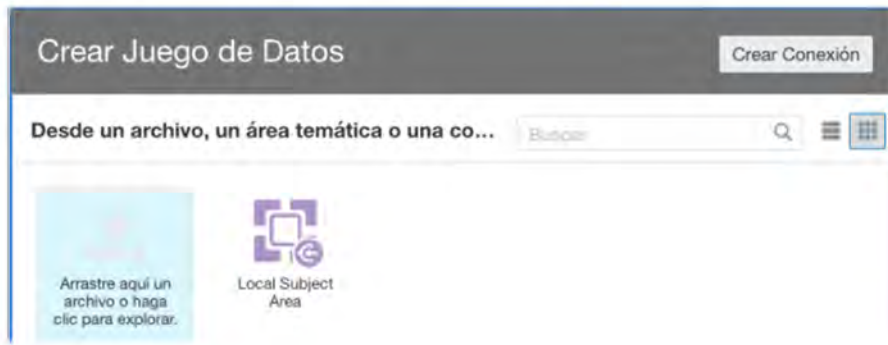 Crear Juego de Datos
Crear Conexión
Desde un archivo, un área temática o una co...
Buscar
Arrastre aquí un
archivo o haga
clic para explorar.
Local Subject
Area